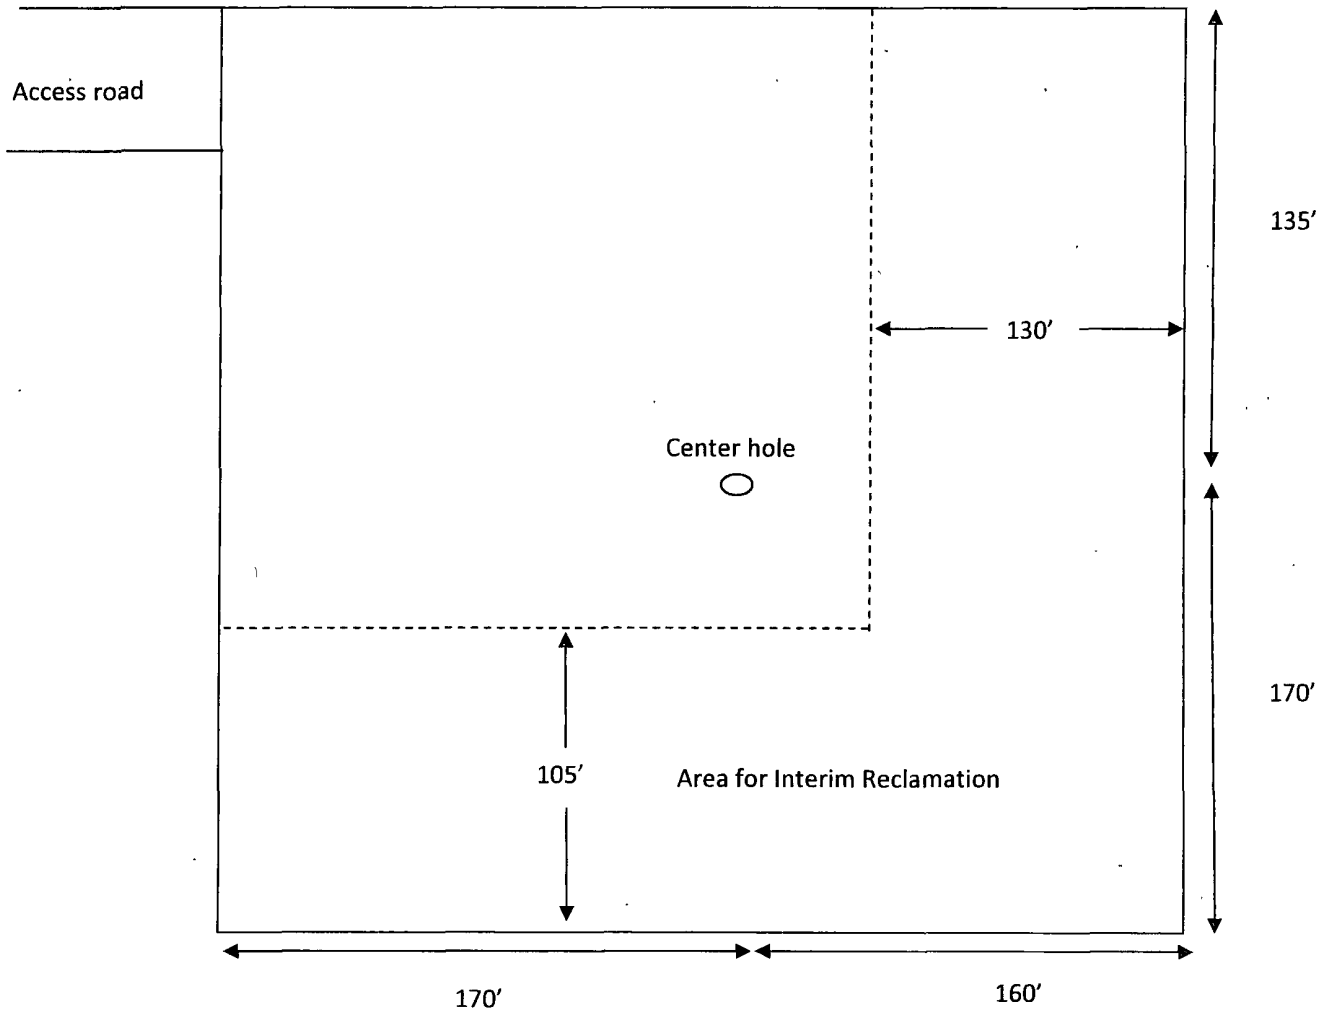 Access road
135’
130’
Center hole
170’
105’
Area for Interim Reclamation
170’
160’